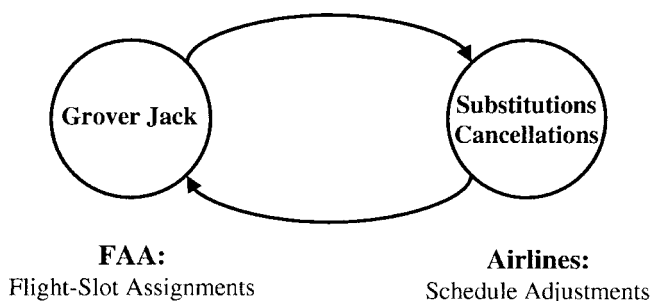 Grover Jack
Substitutions
Cancellations
FAA:
Flight-Slot Assignments
Airlines:
Schedule Adjustments